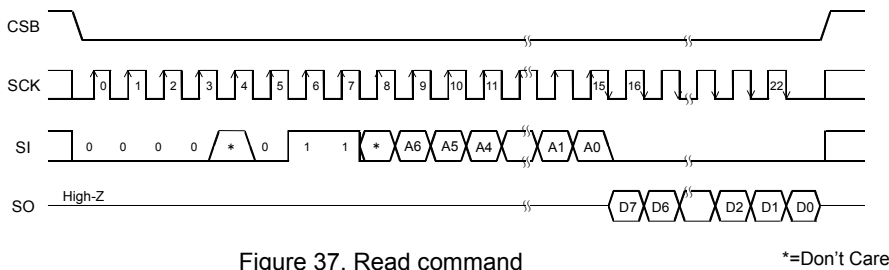 CSB
SCK 0 1 2 3 4 5 6 7 8 9 10 11 15 16 22
SI 0 0 0 0 * 0 1 1 * A6 A5 A4 A1 A0
SO High-Z D7 D6 D2 D1 D0
Figure 37. Read command
*=Don't Care